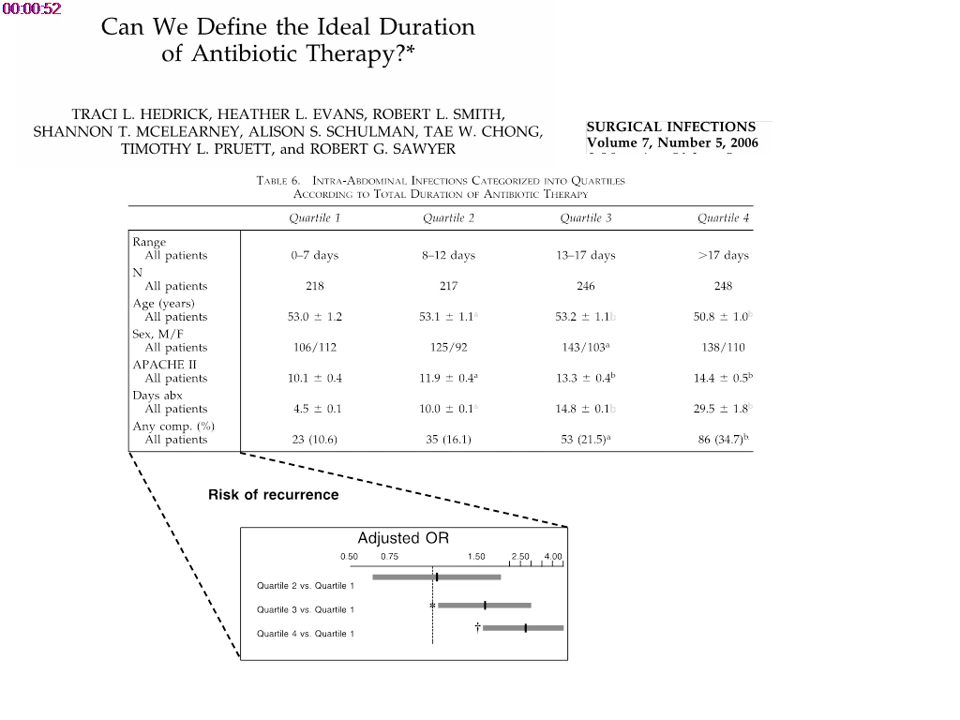 00:00:52
Can We Define the Ideal Duration
of Antibiotic Therapy?*
TRACI L. HEDRICK, HEATHER L. EVANS, ROBERT L. SMITH,
SHANNON T. MCELEARNEY, ALISON S. SCHULMAN, TAE W. CHONG,
TIMOTHY L. PRUETT, and ROBERT G. SAWYER
SURGICAL INFECTIONS
Volume 7, Number 5, 2006
TABLE 6. INTRA-ABDOMINAL INFECTIONS CATEGORIZED INTO QUARTILES
ACCORDING TO TOTAL DURATION OF ANTIBIOTIC THERAPY
Quartile 1 Quartile 2 Quartile 3 Quartile 4
Range
All patients 0–7 days 8–12 days 13–17 days >17 days
N
All patients 218 217 246 248
Age (years)
All patients 53.0 ± 1.2 53.1 ± 1.1a 53.2 ± 1.1b 50.8 ± 1.0b
Sex, M/F
All patients 106/112 125/92 143/103a 138/110
APACHE II
All patients 10.1 ± 0.4 11.9 ± 0.4a 13.3 ± 0.4b 14.4 ± 0.5b
Days abx
All patients 4.5 ± 0.1 10.0 ± 0.1a 14.8 ± 0.1b 29.5 ± 1.8b
Any comp. (%)
All patients 23 (10.6) 35 (16.1) 53 (21.5)a 86 (34.7)b
Risk of recurrence
Adjusted OR
0.50 0.75 1.50 2.50 4.00
Quartile 2 vs. Quartile 1
Quartile 3 vs. Quartile 1 *
Quartile 4 vs. Quartile 1 †